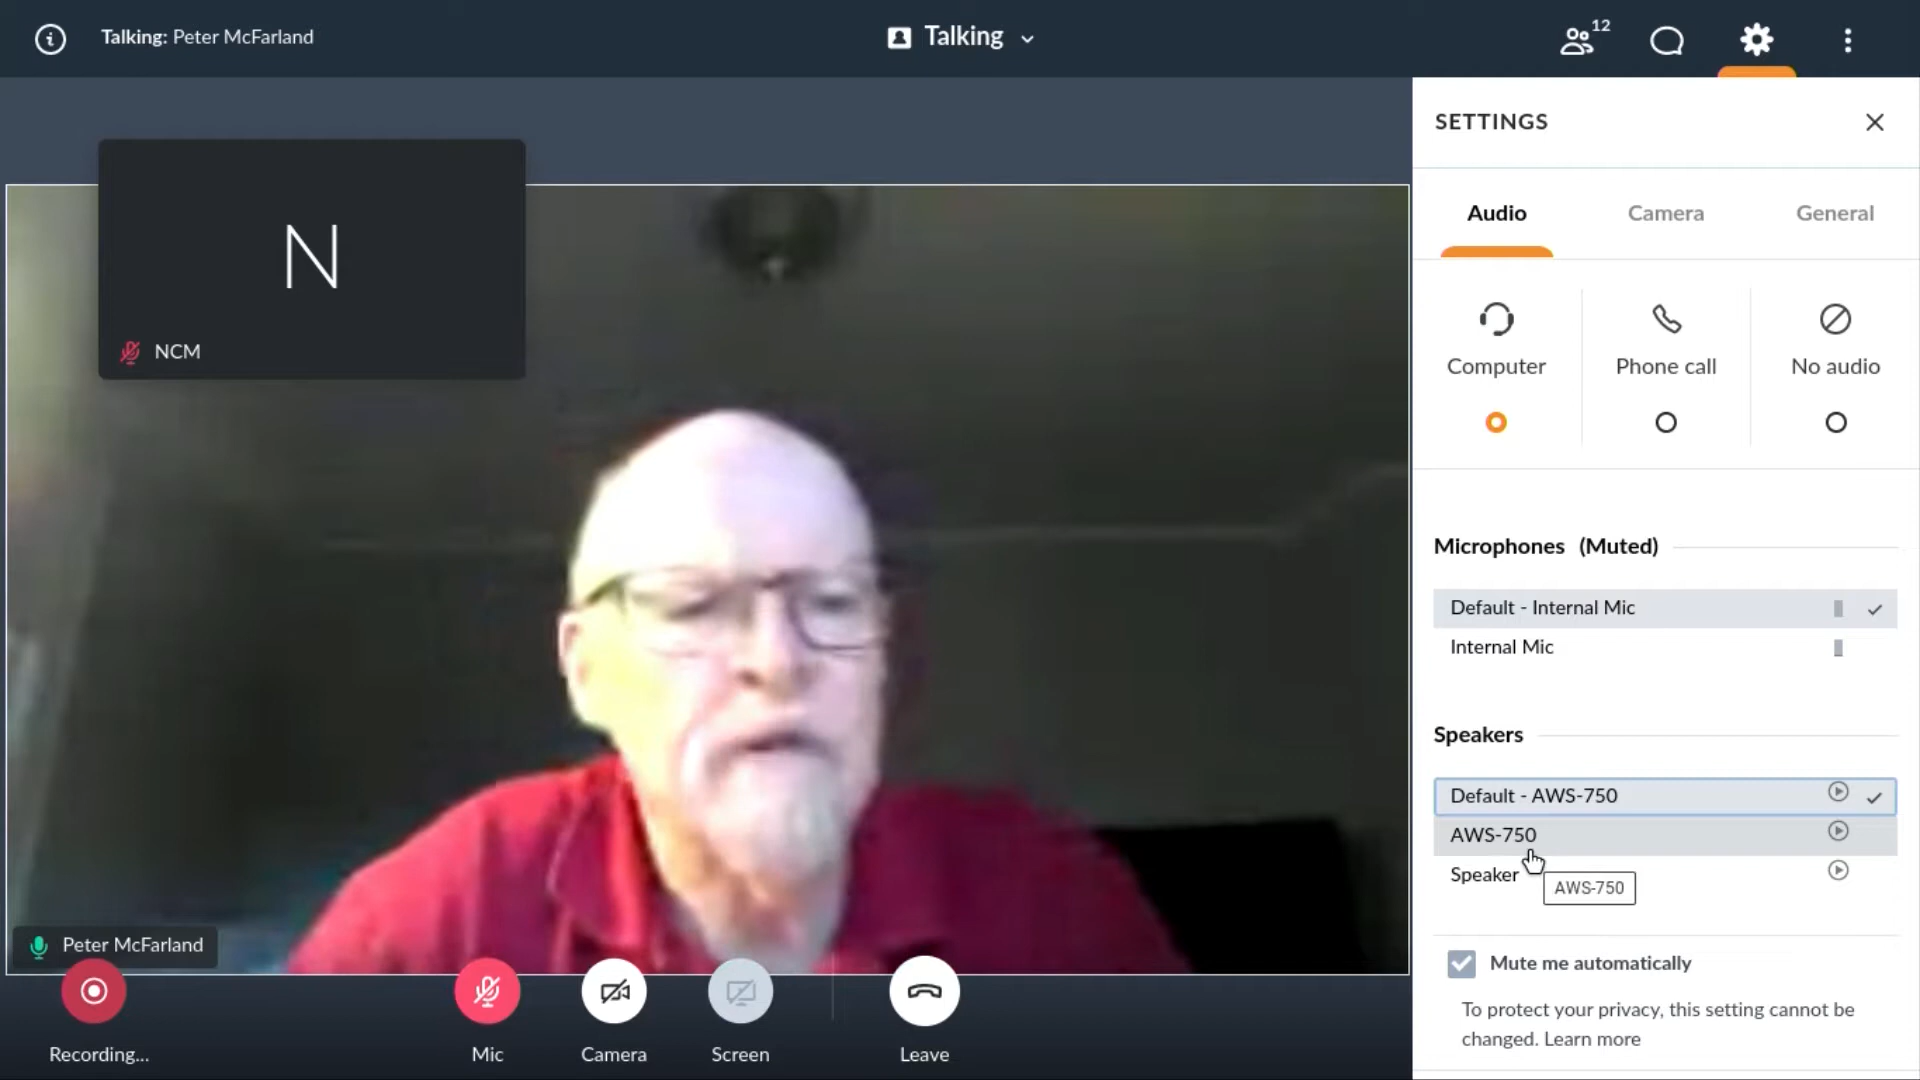 Talking: Peter McFarland
Talking
12
SETTINGS
Audio
Camera
General
Computer
Phone call
No audio
N
NCM
Microphones (Muted)
Default - Internal Mic
Internal Mic
Speakers
Default - AWS-750
AWS-750
Speaker
AWS-750
Peter McFarland
Mute me automatically
To protect your privacy, this setting cannot be
changed. Learn more
Recording...
Mic
Camera
Screen
Leave